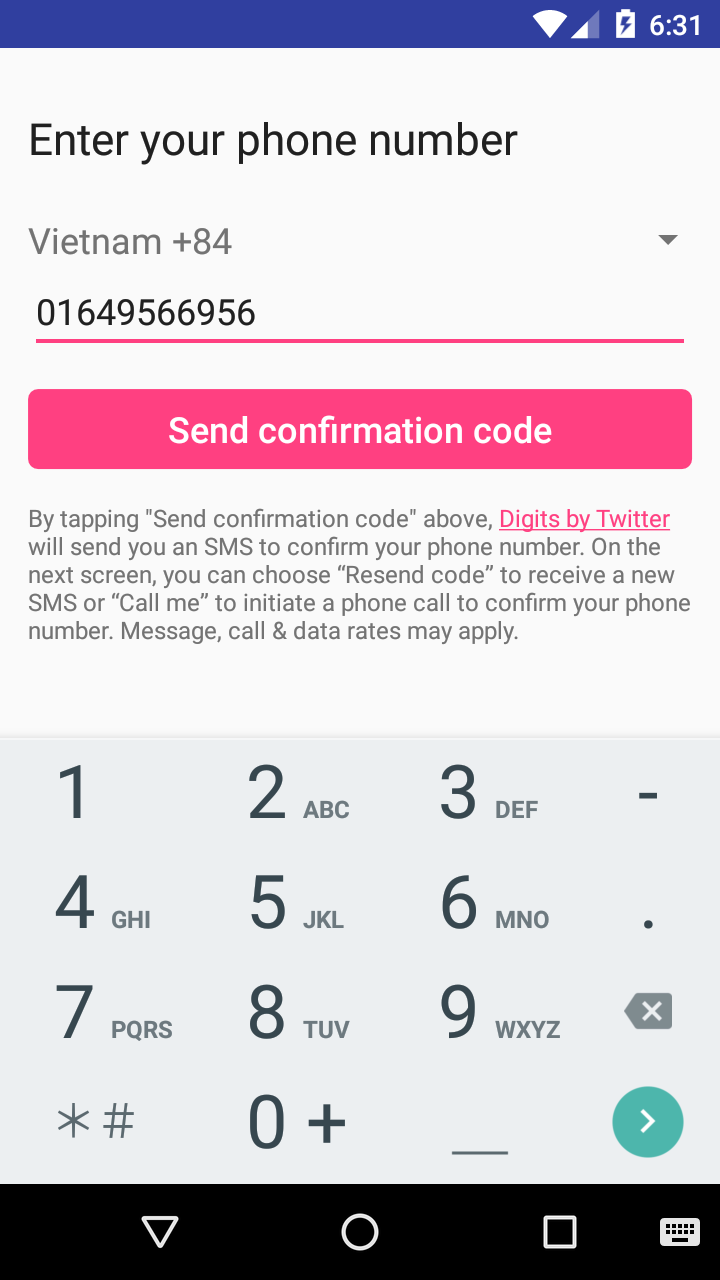 6:31
Enter your phone number
Vietnam +84
01649566956
Send confirmation code
By tapping "Send confirmation code" above, Digits by Twitter
will send you an SMS to confirm your phone number. On the
next screen, you can choose “Resend code” to receive a new
SMS or “Call me” to initiate a phone call to confirm your phone
number. Message, call & data rates may apply.
1 2 ABC 3 DEF -
4 GHI 5 JKL 6 MNO .
7 PQRS 8 TUV 9 WXYZ
* # 0 + _